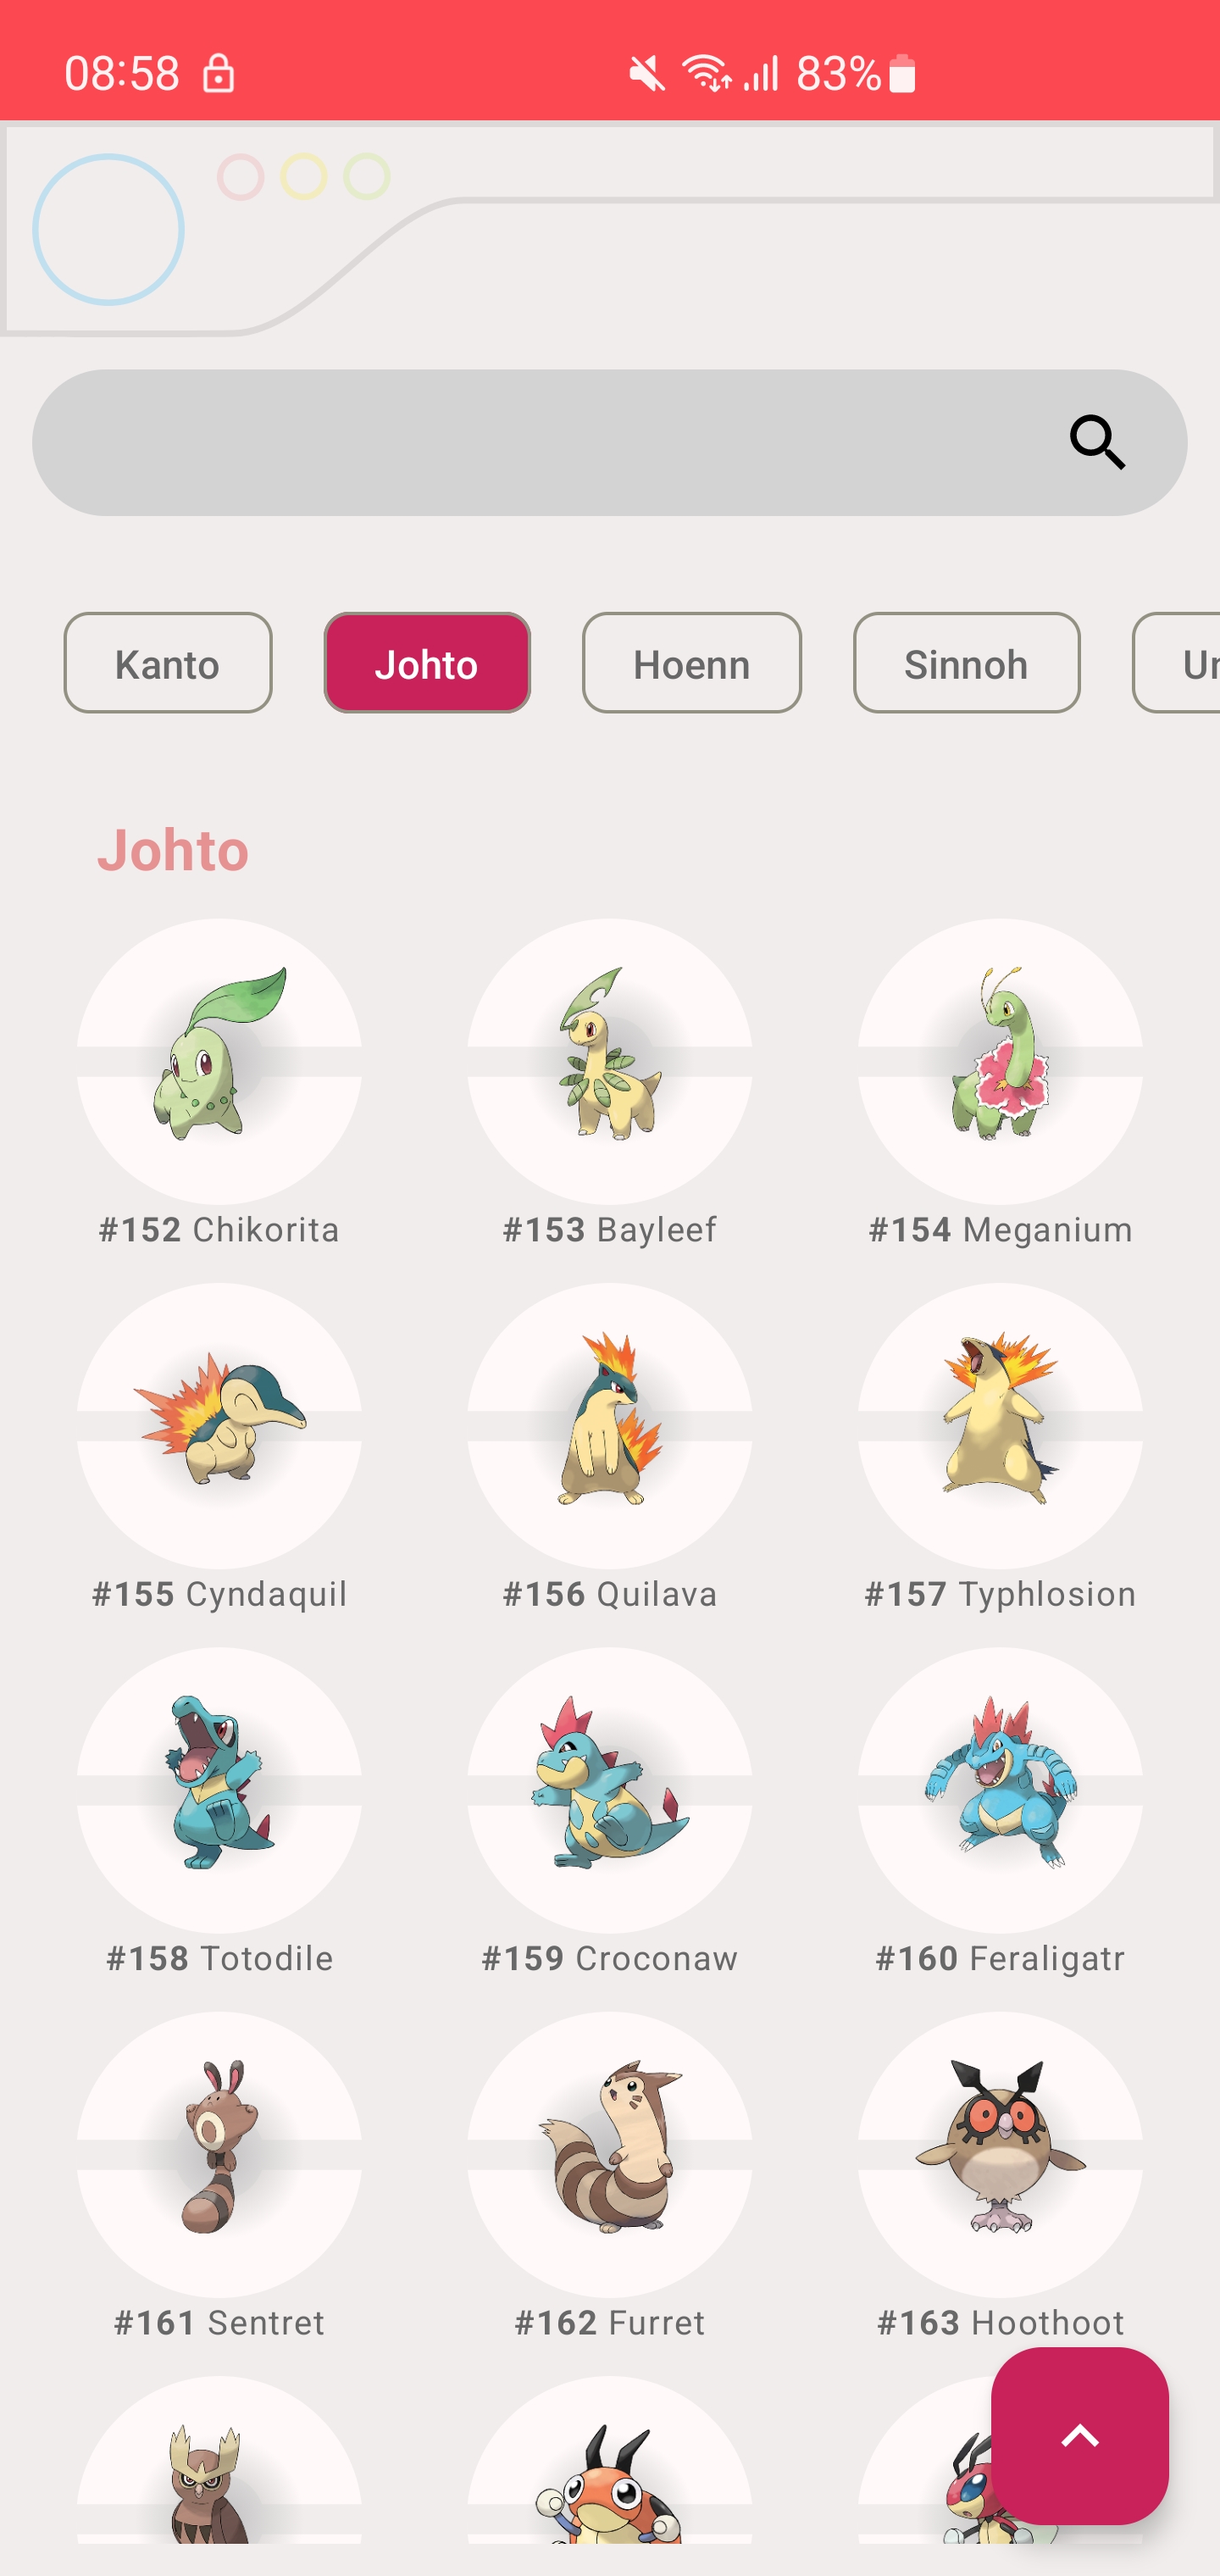 08:58 83%
Kanto Johto Hoenn Sinnoh
Johto
#152 Chikorita #153 Bayleef #154 Meganium
#155 Cyndaquil #156 Quilava #157 Typhlosion
#158 Totodile #159 Croconaw #160 Feraligatr
#161 Sentret #162 Furret #163 Hoothoot